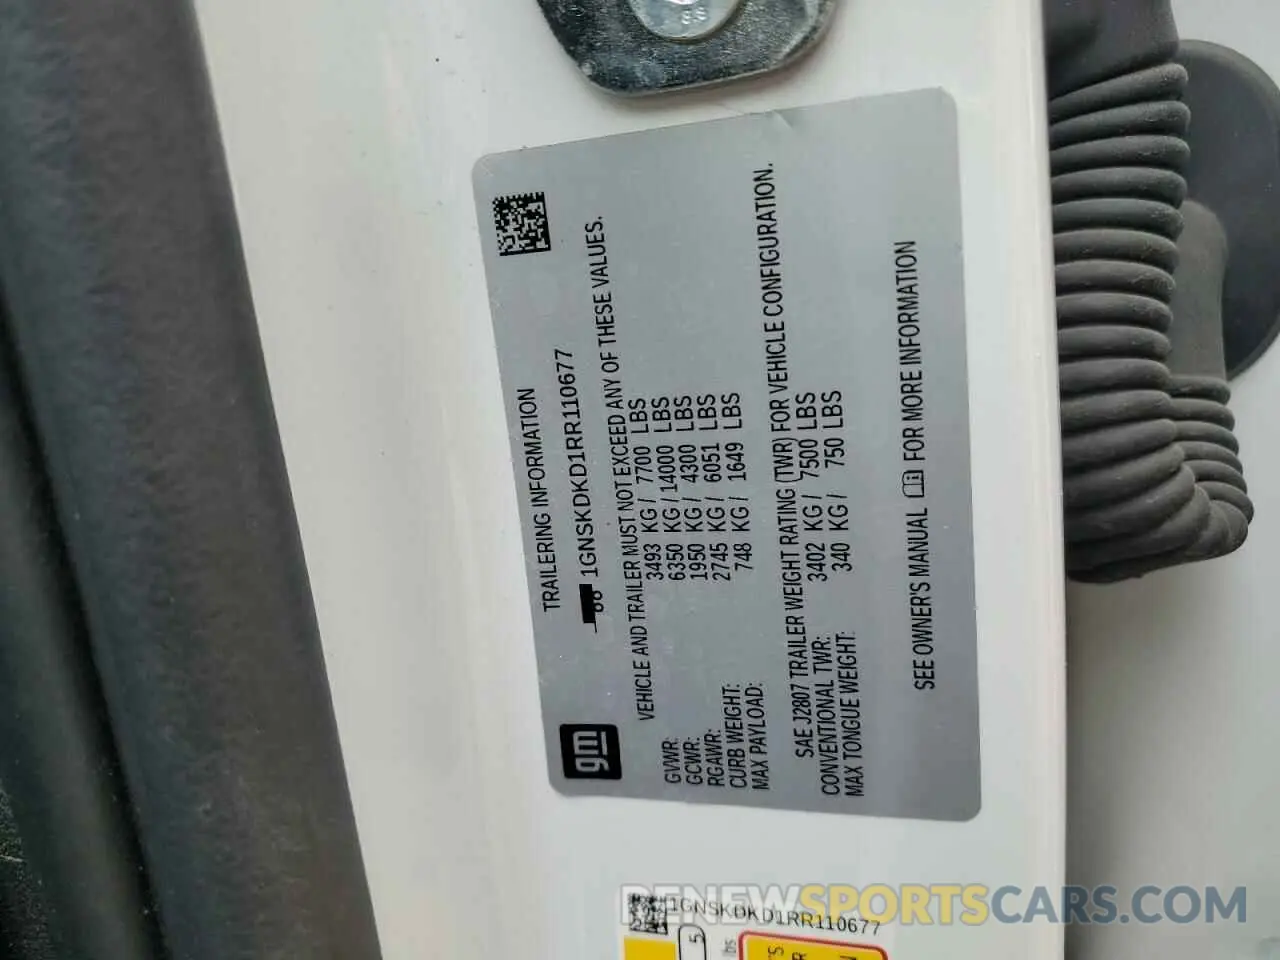 TRAILERING INFORMATION
1GNSKDKD1RR110677
gm
VEHICLE AND TRAILER MUST NOT EXCEED ANY OF THESE VALUES.
GVWR: 3493 KG / 7700 LBS
GCWR: 6350 KG / 14000 LBS
RGAWR: 1950 KG / 4300 LBS
CURB WEIGHT: 2745 KG / 6051 LBS
MAX PAYLOAD: 748 KG / 1649 LBS
SAE J2807 TRAILER WEIGHT RATING (TWR) FOR VEHICLE CONFIGURATION.
CONVENTIONAL TWR: 3402 KG / 7500 LBS
MAX TONGUE WEIGHT: 340 KG / 750 LBS
SEE OWNER'S MANUAL FOR MORE INFORMATION
1GNSKDKD1RR110677
5
lbs
RENEWSPORTSCARS.COM